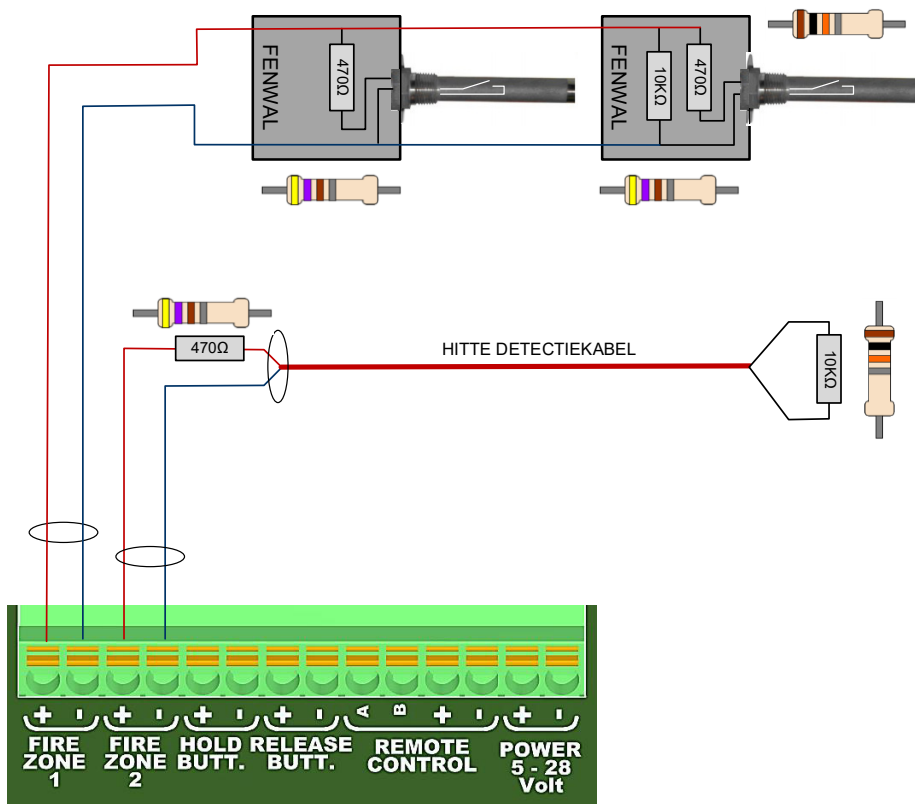 FENWAL
470Ω
FENWAL
10KΩ
470Ω
470Ω
HITTE DETECTIEKABEL
10KΩ
+ - + - + - + - A B + - + -
FIRE ZONE 1
FIRE ZONE 2
HOLD BUTT.
RELEASE BUTT.
REMOTE CONTROL
POWER 5 - 28 Volt